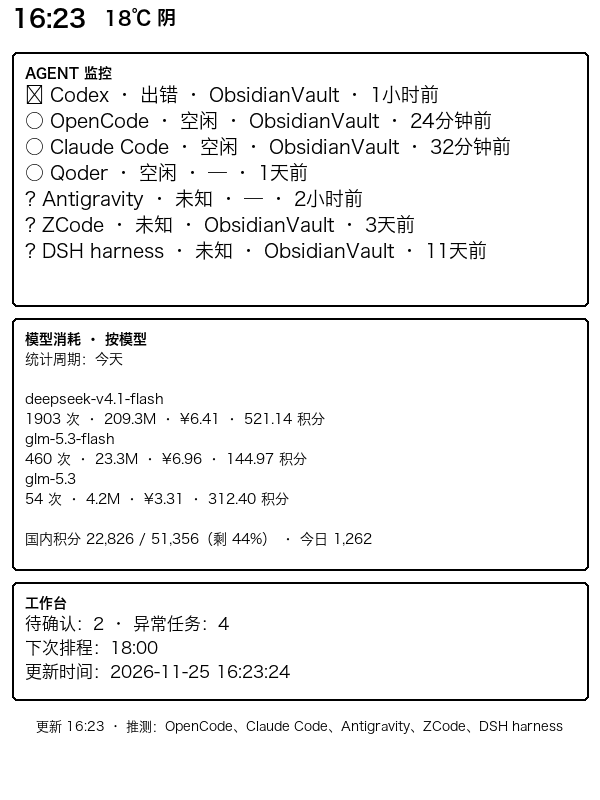 16:23 18℃ 阴
AGENT 监控
☒ Codex · 出错 · ObsidianVault · 1小时前
○ OpenCode · 空闲 · ObsidianVault · 24分钟前
○ Claude Code · 空闲 · ObsidianVault · 32分钟前
○ Qoder · 空闲 · — · 1天前
? Antigravity · 未知 · — · 2小时前
? ZCode · 未知 · ObsidianVault · 3天前
? DSH harness · 未知 · ObsidianVault · 11天前
模型消耗 · 按模型
统计周期：今天
deepseek-v4.1-flash
1903 次 · 209.3M · ¥6.41 · 521.14 积分
glm-5.3-flash
460 次 · 23.3M · ¥6.96 · 144.97 积分
glm-5.3
54 次 · 4.2M · ¥3.31 · 312.40 积分
国内积分 22,826 / 51,356（剩 44%） · 今日 1,262
工作台
待确认：2 · 异常任务：4
下次排程：18:00
更新时间：2026-11-25 16:23:24
更新 16:23 · 推测：OpenCode、Claude Code、Antigravity、ZCode、DSH harness